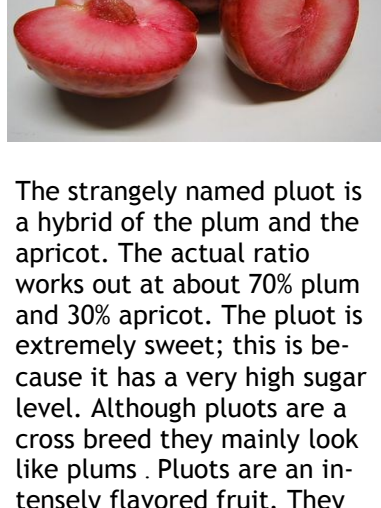 The strangely named pluot is
a hybrid of the plum and the
apricot. The actual ratio
works out at about 70% plum
and 30% apricot. The pluot is
extremely sweet; this is be-
cause it has a very high sugar
level. Although pluots are a
cross breed they mainly look
like plums . Pluots are an in-
tensely flavored fruit. They